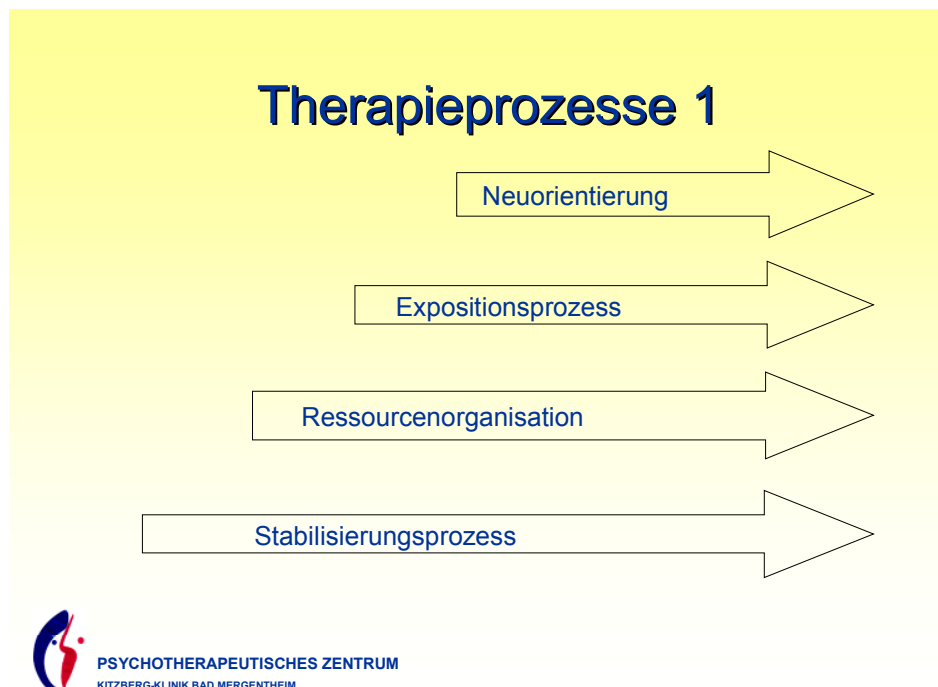 Therapieprozesse 1
Neuorientierung
Expositionsprozess
Ressourcenorganisation
Stabilisierungsprozess
PSYCHOTHERAPEUTISCHES ZENTRUM
KITZBERG-KLINIK BAD MERGENTHEIM